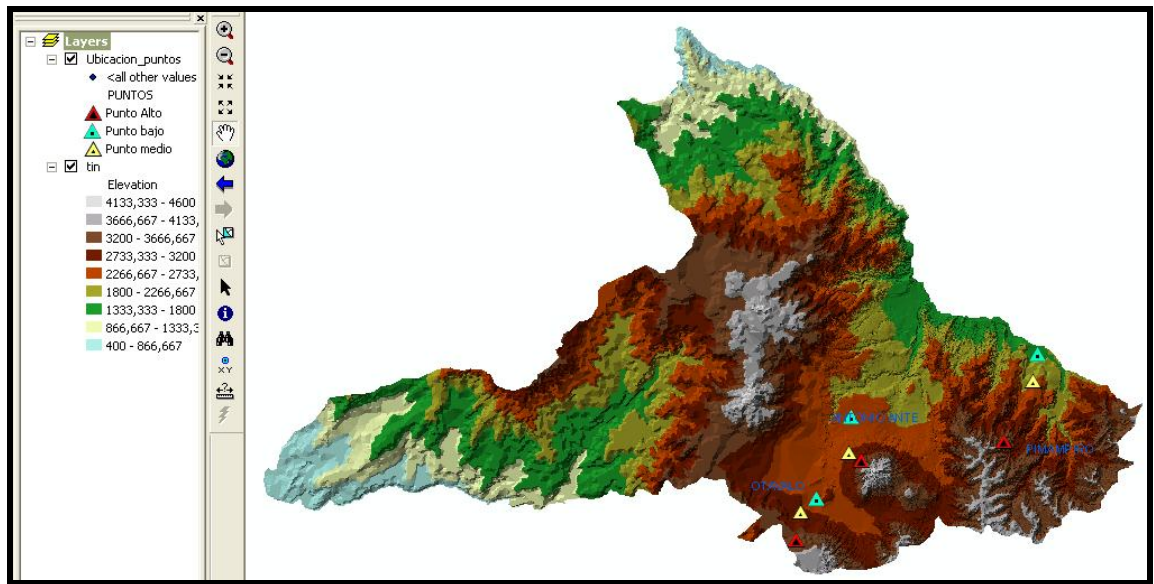 Layers
Ubicacion_puntos
<all other values
PUNTOS
Punto Alto
Punto bajo
Punto medio
tin
Elevation
4133,333 - 4600
3666,667 - 4133,
3200 - 3666,667
2733,333 - 3200
2266,667 - 2733,
1800 - 2266,667
1333,333 - 1800
866,667 - 1333,3
400 - 866,667
XY
OTAVALO
PIMAMPIRO